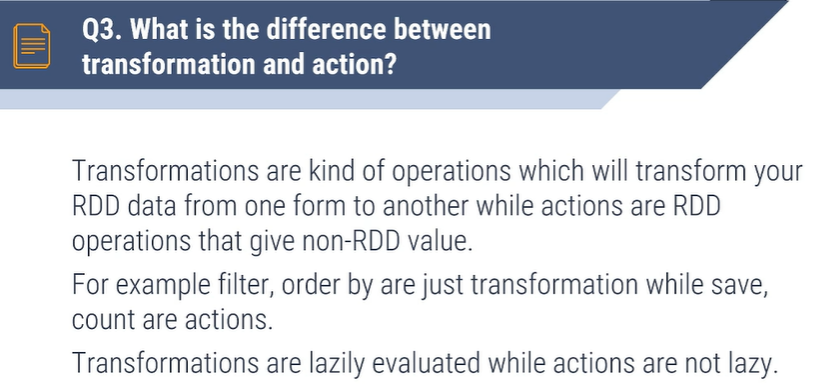 Q3. What is the difference between
transformation and action?
Transformations are kind of operations which will transform your
RDD data from one form to another while actions are RDD
operations that give non-RDD value.
For example filter, order by are just transformation while save,
count are actions.
Transformations are lazily evaluated while actions are not lazy.